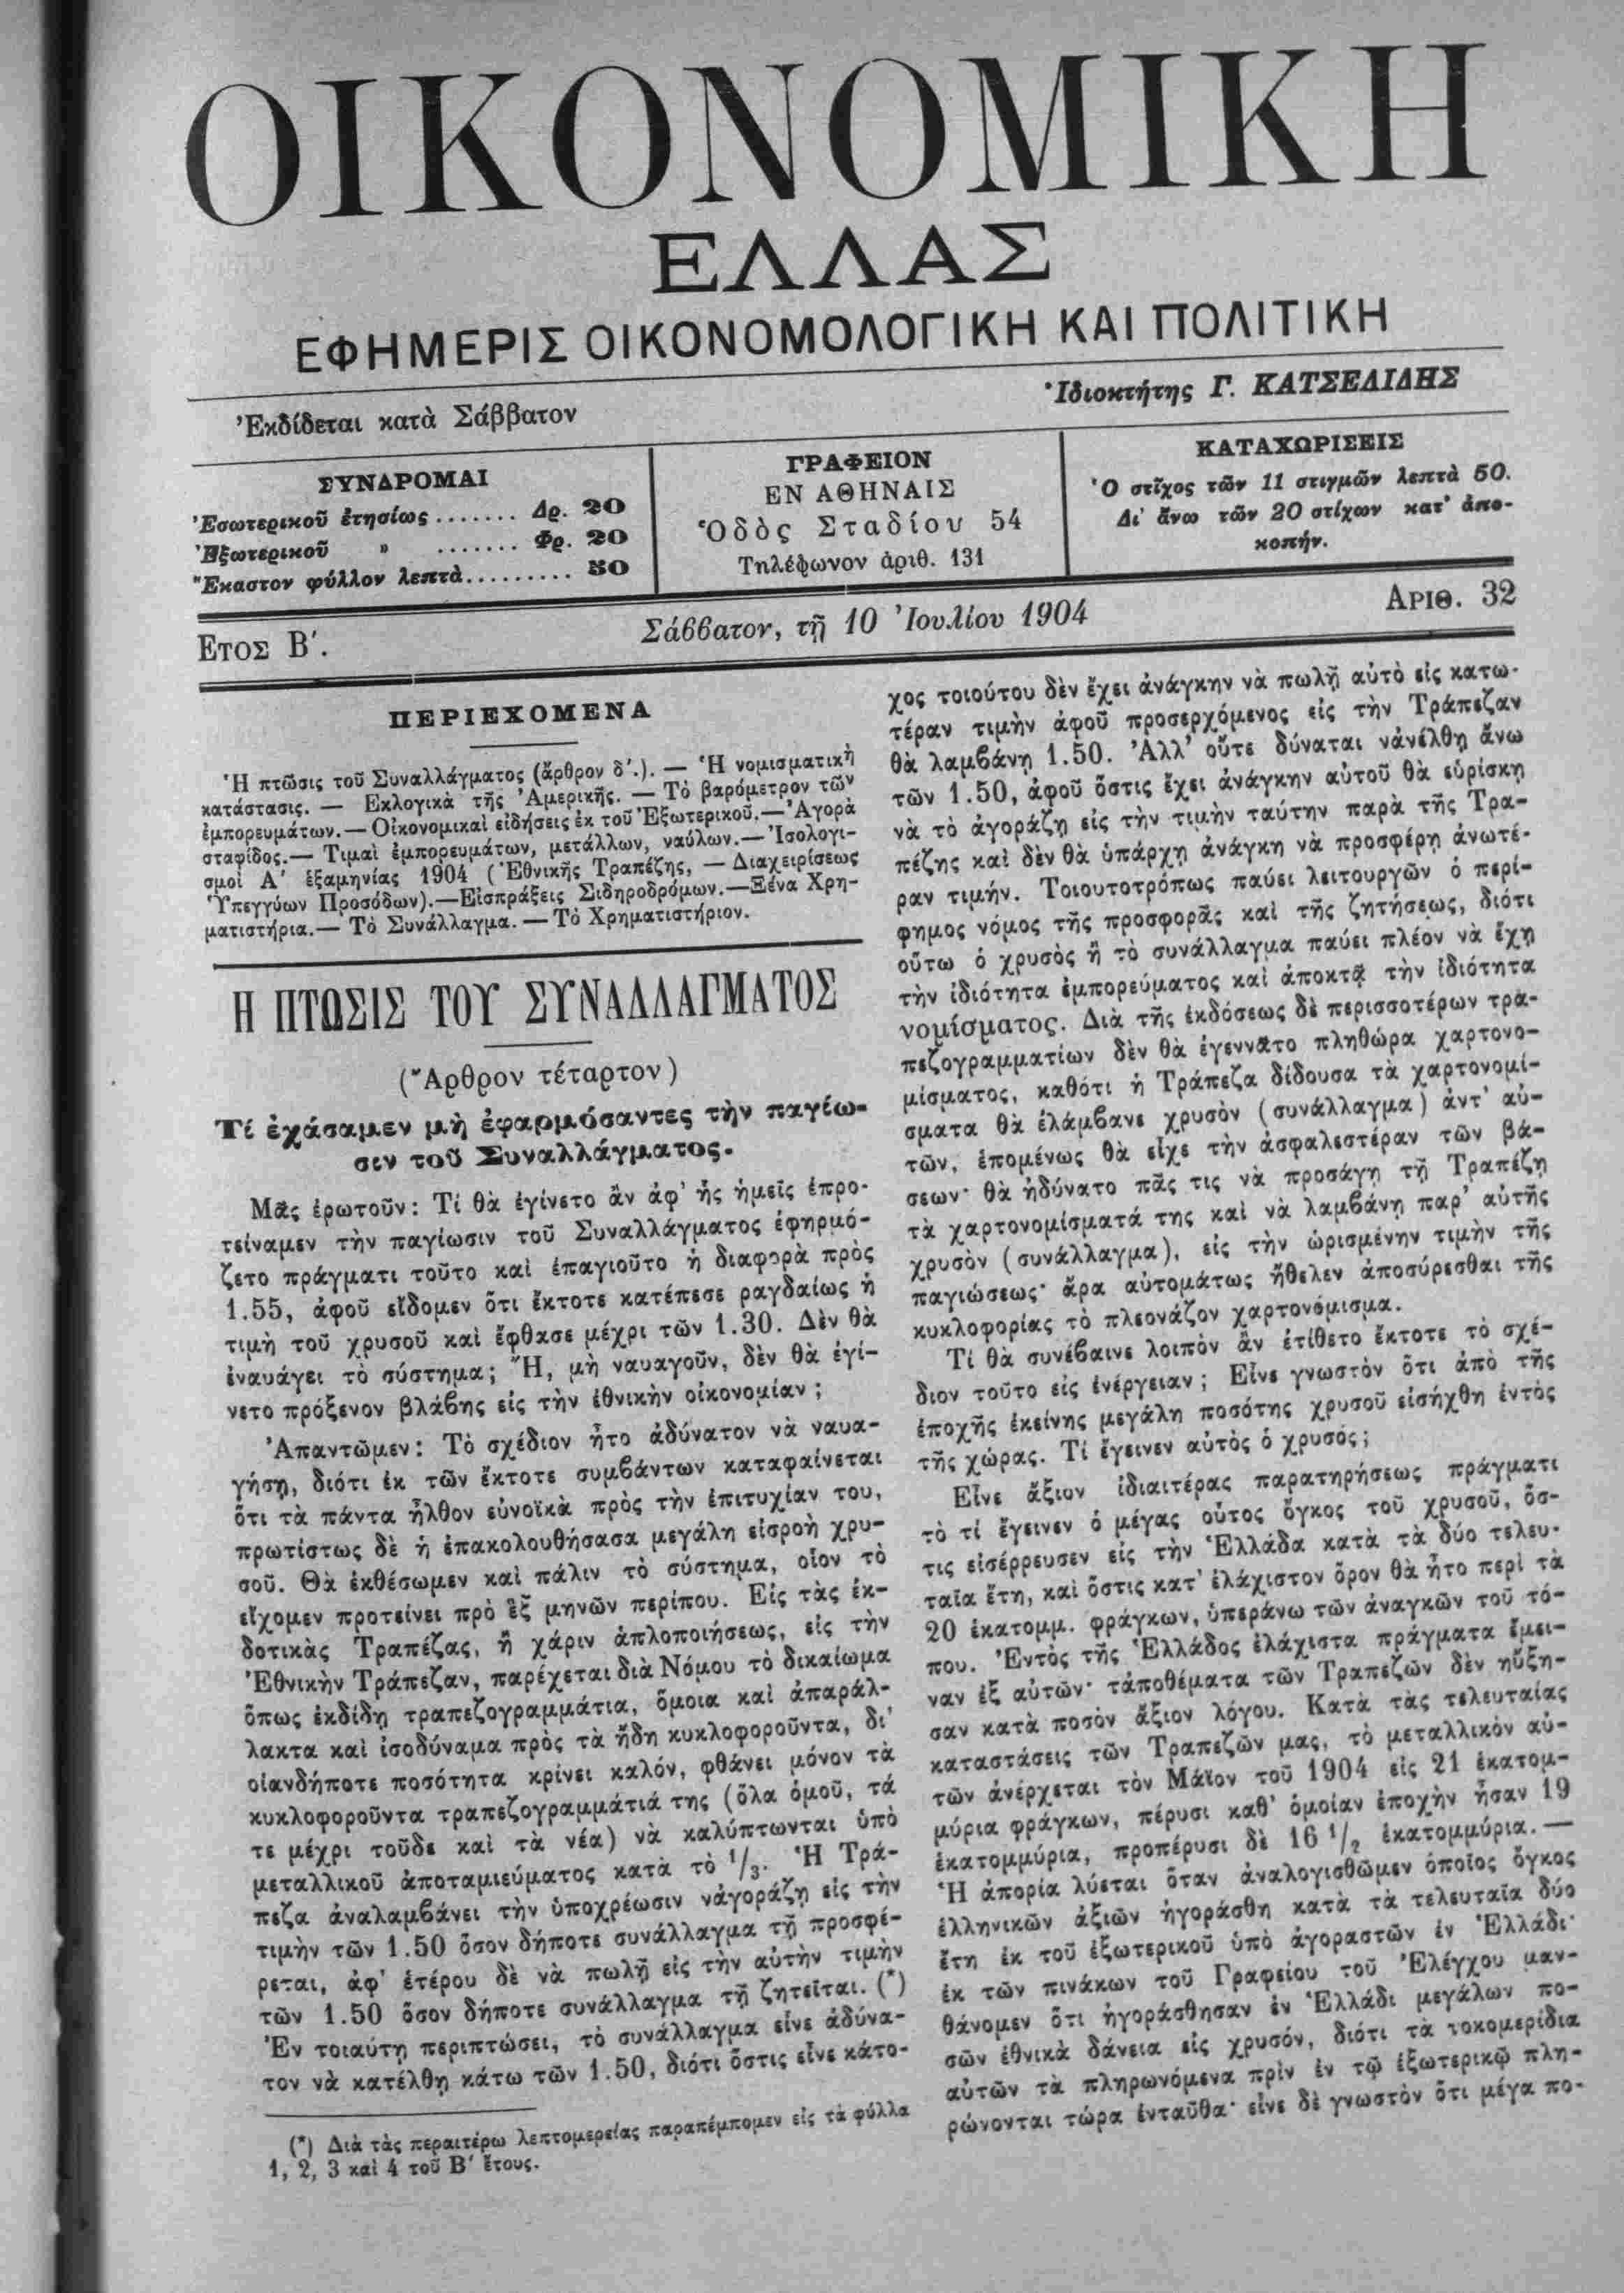 ΟΙΚΟΝΟΜΙΚΗ
ΕΛΛΑΣ
ΕΦΗΜΕΡΙΣ ΟΙΚΟΝΟΜΟΛΟΓΙΚΗ ΚΑΙ ΠΟΛΙΤΙΚΗ
Ἐκδίδεται κατὰ Σάββατον
Ἰδιοκτήτης Γ. ΚΑΤΣΕΛΙΔΗΣ
ΣΥΝΔΡΟΜΑΙ
Ἐσωτερικοῦ ἐτησίως ....... Δρ. 20
Ἐξωτερικοῦ » ....... Φρ. 20
Ἕκαστον φύλλον λεπτὰ.......... 50
ΓΡΑΦΕΙΟΝ
ΕΝ ΑΘΗΝΑΙΣ
Ὁδὸς Σταδίου 54
Τηλέφωνον ἀριθ. 131
ΚΑΤΑΧΩΡΙΣΕΙΣ
Ὁ στῖχος τῶν 11 στιγμῶν λεπτὰ 50.
Δι' ἄνω τῶν 20 στίχων κατ' ἀπο-
κοπήν.
ΕΤΟΣ Β′.
Σάββατον, τῇ 10 Ἰουλίου 1904
ΑΡΙΘ. 32
ΠΕΡΙΕΧΟΜΕΝΑ
Ἡ πτῶσις τοῦ Συναλλάγματος (ἄρθρον δ′.). — Ἡ νομισματικὴ
κατάστασις. — Εκλογικὰ τῆς Ἀμερικῆς. — Τὸ βαρόμετρον τῶν
ἐμπορευμάτων.— Οἰκονομικαὶ εἰδήσεις ἐκ τοῦ Ἐξωτερικοῦ.— Ἀγορὰ
σταφίδος.— Τιμαὶ ἐμπορευμάτων, μετάλλων, ναύλων.— Ἰσολογι-
σμοὶ Α′ ἑξαμηνίας 1904 (Ἐθνικῆς Τραπέζης, — Διαχειρίσεως
Ὑπεγγύων Προσόδων).—Εἰσπράξεις Σιδηροδρόμων.—Ξένα Χρη-
ματιστήρια.— Τὸ Συνάλλαγμα. — Τὸ Χρηματιστήριον.
Η ΠΤΩΣΙΣ ΤΟΥ ΣΥΝΑΛΛΑΓΜΑΤΟΣ
(Ἄρθρον τέταρτον)
Τί ἐχάσαμεν μὴ ἐφαρμόσαντες τὴν παγίω-
σιν τοῦ Συναλλάγματος.
Μᾶς ἐρωτοῦν: Τί θὰ ἐγίνετο ἂν ἀφ' ἧς ἡμεῖς ἐπρο-
τείναμεν τὴν παγίωσιν τοῦ Συναλλάγματος ἐφηρμό-
ζετο πράγματι τοῦτο καὶ ἐπαγιοῦτο ἡ διαφορὰ πρὸς
1.55, ἀφοῦ εἴδομεν ὅτι ἔκτοτε κατέπεσε ραγδαίως ἡ
τιμὴ τοῦ χρυσοῦ καὶ ἔφθασε μέχρι τῶν 1.30. Δὲν θὰ
ἐναυάγει τὸ σύστημα; Ἤ, μὴ ναυαγοῦν, δὲν θὰ ἐγί-
νετο πρόξενον βλάβης εἰς τὴν ἐθνικὴν οἰκονομίαν;
Ἀπαντῶμεν: Τὸ σχέδιον ἦτο ἀδύνατον νὰ ναυα-
γήσῃ, διότι ἐκ τῶν ἔκτοτε συμβάντων καταφαίνεται
ὅτι τὰ πάντα ἦλθον εὐνοϊκὰ πρὸς τὴν ἐπιτυχίαν του,
πρωτίστως δὲ ἡ ἐπακολουθήσασα μεγάλη εἰσροὴ χρυ-
σοῦ. Θὰ ἐκθέσωμεν καὶ πάλιν τὸ σύστημα, οἷον τὸ
εἴχομεν προτείνει πρὸ ἓξ μηνῶν περίπου. Εἰς τὰς ἐκ-
δοτικὰς Τραπέζας, ἢ χάριν ἁπλοποιήσεως, εἰς τὴν
Ἐθνικὴν Τράπεζαν, παρέχεται διὰ Νόμου τὸ δικαίωμα
ὅπως ἐκδίδῃ τραπεζογραμμάτια, ὅμοια καὶ ἀπαράλ-
λακτα καὶ ἰσοδύναμα πρὸς τὰ ἤδη κυκλοφοροῦντα, δι'
οἱανδήποτε ποσότητα κρίνει καλόν, φθάνει μόνον τὰ
κυκλοφοροῦντα τραπεζογραμμάτιά της (ὅλα ὁμοῦ, τά
τε μέχρι τοῦδε καὶ τὰ νέα) νὰ καλύπτωνται ὑπὸ
μεταλλικοῦ ἀποταμιεύματος κατὰ τὸ 1/3. Ἡ Τρά-
πεζα ἀναλαμβάνει τὴν ὑποχρέωσιν νἀγοράζῃ εἰς τὴν
τιμὴν τῶν 1.50 ὅσον δήποτε συνάλλαγμα τῇ προσφέ-
ρεται, ἀφ' ἑτέρου δὲ νὰ πωλῇ εἰς τὴν αὐτὴν τιμὴν
τῶν 1.50 ὅσον δήποτε συνάλλαγμα τῇ ζητεῖται. (*)
Ἐν τοιαύτῃ περιπτώσει, τὸ συνάλλαγμα εἶνε ἀδύνα-
τον νὰ κατέλθῃ κάτω τῶν 1.50, διότι ὅστις εἶνε κάτο-
(*) Διὰ τὰς περαιτέρω λεπτομερείας παραπέμπομεν εἰς τὰ φύλλα
1, 2, 3 καὶ 4 τοῦ Β′ ἔτους.
χος τοιούτου δὲν ἔχει ἀνάγκην νὰ πωλῇ αὐτὸ εἰς κατω-
τέραν τιμὴν ἀφοῦ προσερχόμενος εἰς τὴν Τράπεζαν
θὰ λαμβάνῃ 1.50. Ἀλλ' οὔτε δύναται νἀνέλθῃ ἄνω
τῶν 1.50, ἀφοῦ ὅστις ἔχει ἀνάγκην αὐτοῦ θὰ εὑρίσκῃ
νὰ τὸ ἀγοράζῃ εἰς τὴν τιμὴν ταύτην παρὰ τῆς Τρα-
πέζης καὶ δὲν θὰ ὑπάρχῃ ἀνάγκη νὰ προσφέρῃ ἀνωτέ-
ραν τιμήν. Τοιουτοτρόπως παύει λειτουργῶν ὁ περί-
φημος νόμος τῆς προσφορᾶς καὶ τῆς ζητήσεως, διότι
οὕτω ὁ χρυσὸς ἢ τὸ συνάλλαγμα παύει πλέον νὰ ἔχῃ
τὴν ἰδιότητα ἐμπορεύματος καὶ ἀποκτᾷ τὴν ἰδιότητα
νομίσματος. Διὰ τῆς ἐκδόσεως δὲ περισσοτέρων τρα-
πεζογραμματίων δὲν θὰ ἐγεννᾶτο πληθώρα χαρτονο-
μίσματος, καθότι ἡ Τράπεζα δίδουσα τὰ χαρτονομί-
σματα θὰ ἐλάμβανε χρυσὸν (συνάλλαγμα) ἀντ' αὐ-
τῶν, ἑπομένως θὰ εἶχε τὴν ἀσφαλεστέραν τῶν βά-
σεων· θὰ ἠδύνατο πᾶς τις νὰ προσάγῃ τῇ Τραπέζῃ
τὰ χαρτονομίσματά της καὶ νὰ λαμβάνῃ παρ' αὐτῆς
χρυσὸν (συνάλλαγμα), εἰς τὴν ὡρισμένην τιμὴν τῆς
παγιώσεως· ἄρα αὐτομάτως ἤθελεν ἀποσύρεσθαι τῆς
κυκλοφορίας τὸ πλεονάζον χαρτονόμισμα.
Τί θὰ συνέβαινε λοιπὸν ἂν ἐτίθετο ἔκτοτε τὸ σχέ-
διον τοῦτο εἰς ἐνέργειαν; Εἶνε γνωστὸν ὅτι ἀπὸ τῆς
ἐποχῆς ἐκείνης μεγάλη ποσότης χρυσοῦ εἰσήχθη ἐντὸς
τῆς χώρας. Τί ἔγεινεν αὐτὸς ὁ χρυσός;
Εἶνε ἄξιον ἰδιαιτέρας παρατηρήσεως πράγματι
τὸ τί ἔγεινεν ὁ μέγας οὗτος ὄγκος τοῦ χρυσοῦ, ὅσ-
τις εἰσέρρευσεν εἰς τὴν Ἑλλάδα κατὰ τὰ δύο τελευ-
ταῖα ἔτη, καὶ ὅστις κατ' ἐλάχιστον ὅρον θὰ ἦτο περὶ τὰ
20 ἑκατομμ. φράγκων, ὑπεράνω τῶν ἀναγκῶν τοῦ τό-
που. Ἐντὸς τῆς Ἑλλάδος ἐλάχιστα πράγματα ἔμει-
ναν ἐξ αὐτῶν· τἀποθέματα τῶν Τραπεζῶν δὲν ηὔξη-
σαν κατὰ ποσὸν ἄξιον λόγου. Κατὰ τὰς τελευταίας
καταστάσεις τῶν Τραπεζῶν μας, τὸ μεταλλικὸν αὐ-
τῶν ἀνέρχεται τὸν Μάϊον τοῦ 1904 εἰς 21 ἑκατομ-
μύρια φράγκων, πέρυσι καθ' ὁμοίαν ἐποχὴν ἦσαν 19
ἑκατομμύρια, προπέρυσι δὲ 16 1/2 ἑκατομμύρια.—
Ἡ ἀπορία λύεται ὅταν ἀναλογισθῶμεν ὁποῖος ὄγκος
ἑλληνικῶν ἀξιῶν ἠγοράσθη κατὰ τὰ τελευταῖα δύο
ἔτη ἐκ τοῦ ἐξωτερικοῦ ὑπὸ ἀγοραστῶν ἐν Ἑλλάδι·
ἐκ τῶν πινάκων τοῦ Γραφείου τοῦ Ἐλέγχου μαν-
θάνομεν ὅτι ἠγοράσθησαν ἐν Ἑλλάδι μεγάλων πο-
σῶν ἐθνικὰ δάνεια εἰς χρυσόν, διότι τὰ τοκομερίδια
αὐτῶν τὰ πληρωνόμενα πρὶν ἐν τῷ ἐξωτερικῷ πλη-
ρώνονται τώρα ἐνταῦθα· εἶνε δὲ γνωστὸν ὅτι μέγα πο-